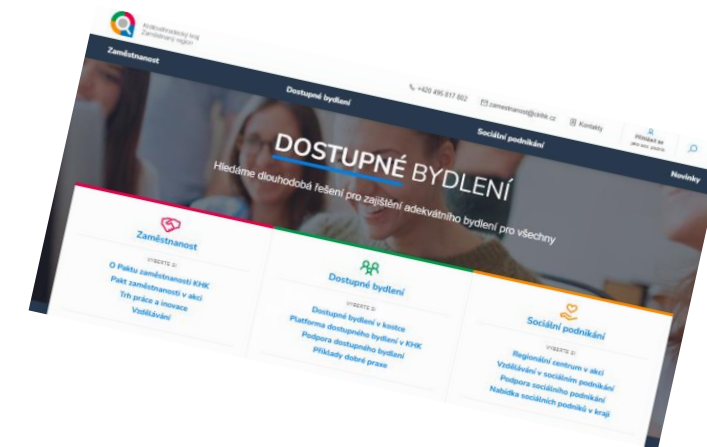 Královéhradecký kraj
Zaměstnaný region
+420 495 817 802
zamestnanost@cirihk.cz
Kontakty
PŘIHLÁSIT SE
Zaměstnanost
Dostupné bydlení
Sociální podnikání
Novinky
DOSTUPNÉ BYDLENÍ
Hledáme dlouhodobá řešení pro zajištění adekvátního bydlení pro všechny
Zaměstnanost
VYBERTE SI
O Paktu zaměstnanosti KHK
Pakt zaměstnanosti v akci
Trh práce a inovace
Vzdělávání
Dostupné bydlení
VYBERTE SI
Dostupné bydlení v kostce
Platforma dostupného bydlení v KHK
Podpora dostupného bydlení
Příklady dobré praxe
Sociální podnikání
VYBERTE SI
Regionální centrum v akci
Vzdělávání v sociálním podnikání
Podpora sociálního podnikání
Nabídka sociálních podniků v kraji